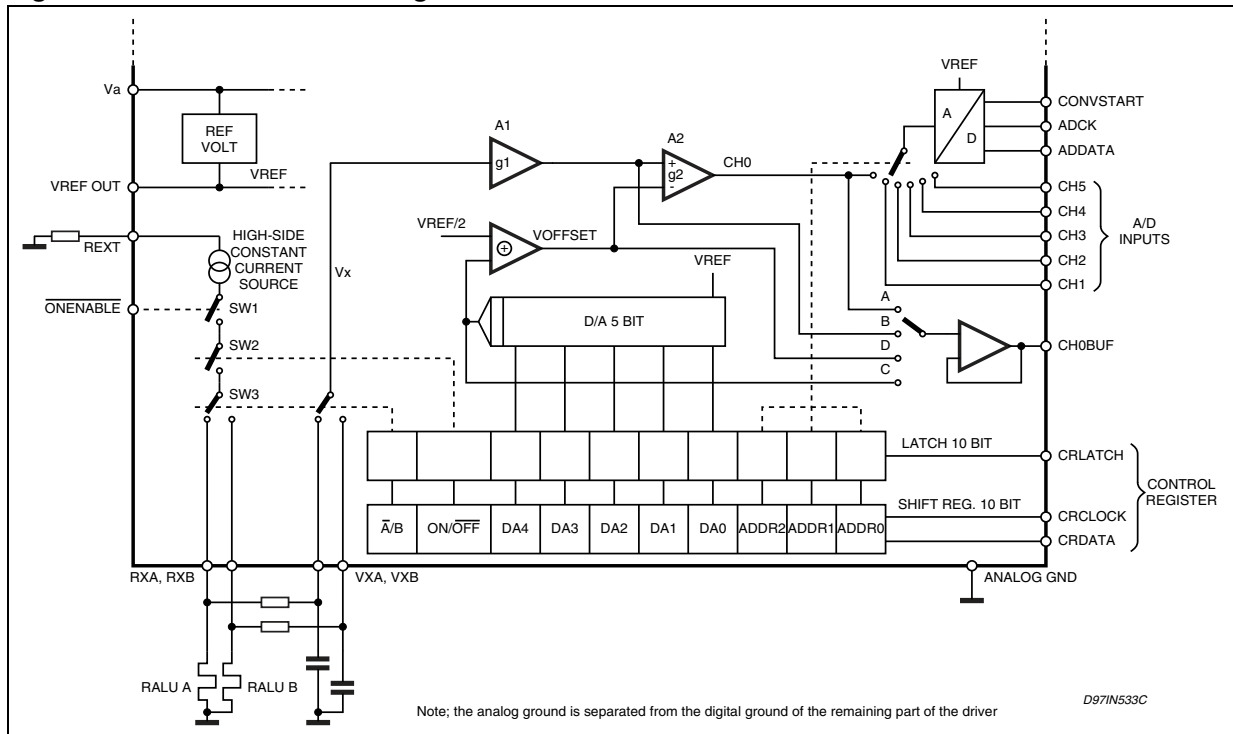 Va
REF
VOLT
VREF
VREF OUT
REXT
HIGH-SIDE
CONSTANT
CURRENT
SOURCE
ONENABLE
SW1
SW2
SW3
Vx
A1
g1
A2
+
g2
-
CH0
VREF/2
+
VOFFSET
VREF
D/A 5 BIT
VREF
A
D
CONVSTART
ADCK
ADDATA
CH5
CH4
CH3
CH2
CH1
A/D
INPUTS
A
B
D
C
CH0BUF
LATCH 10 BIT
CRLATCH
SHIFT REG. 10 BIT
CRCLOCK
CRDATA
CONTROL
REGISTER
A̅/B ON/O̅F̅F̅ DA4 DA3 DA2 DA1 DA0 ADDR2 ADDR1 ADDR0
RXA, RXB
VXA, VXB
ANALOG GND
RALU A
RALU B
Note; the analog ground is separated from the digital ground of the remaining part of the driver
D97IN533C